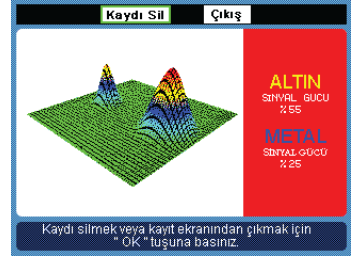 Kaydı Sil Çıkış
ALTIN
SİNYAL GUCU
% 55
METAL
SİNYAL GÜCÜ
% 25
Kaydı silmek veya kayıt ekranından çıkmak için
" OK " tuşuna basınız.